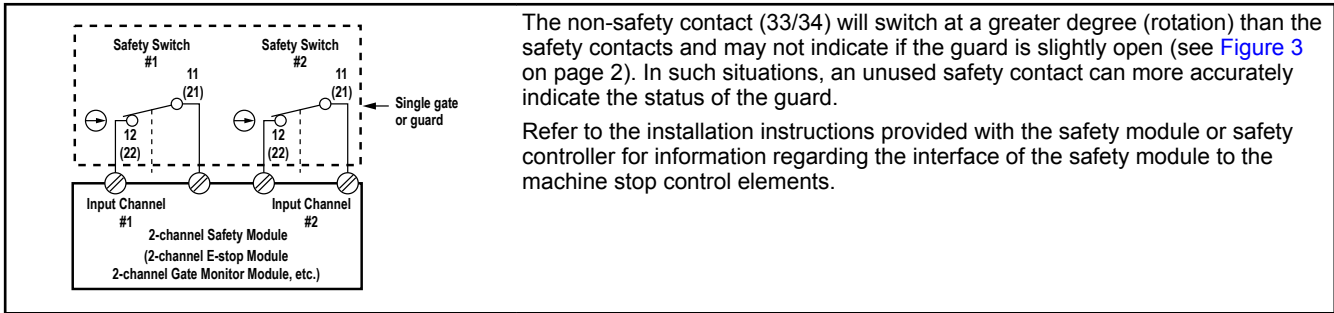 Safety Switch
#1
Safety Switch
#2
11
(21)
11
(21)
12
(22)
12
(22)
Single gate
or guard
Input Channel
#1
Input Channel
#2
2-channel Safety Module
(2-channel E-stop Module
2-channel Gate Monitor Module, etc.)
The non-safety contact (33/34) will switch at a greater degree (rotation) than the
safety contacts and may not indicate if the guard is slightly open (see Figure 3
on page 2). In such situations, an unused safety contact can more accurately
indicate the status of the guard.
Refer to the installation instructions provided with the safety module or safety
controller for information regarding the interface of the safety module to the
machine stop control elements.